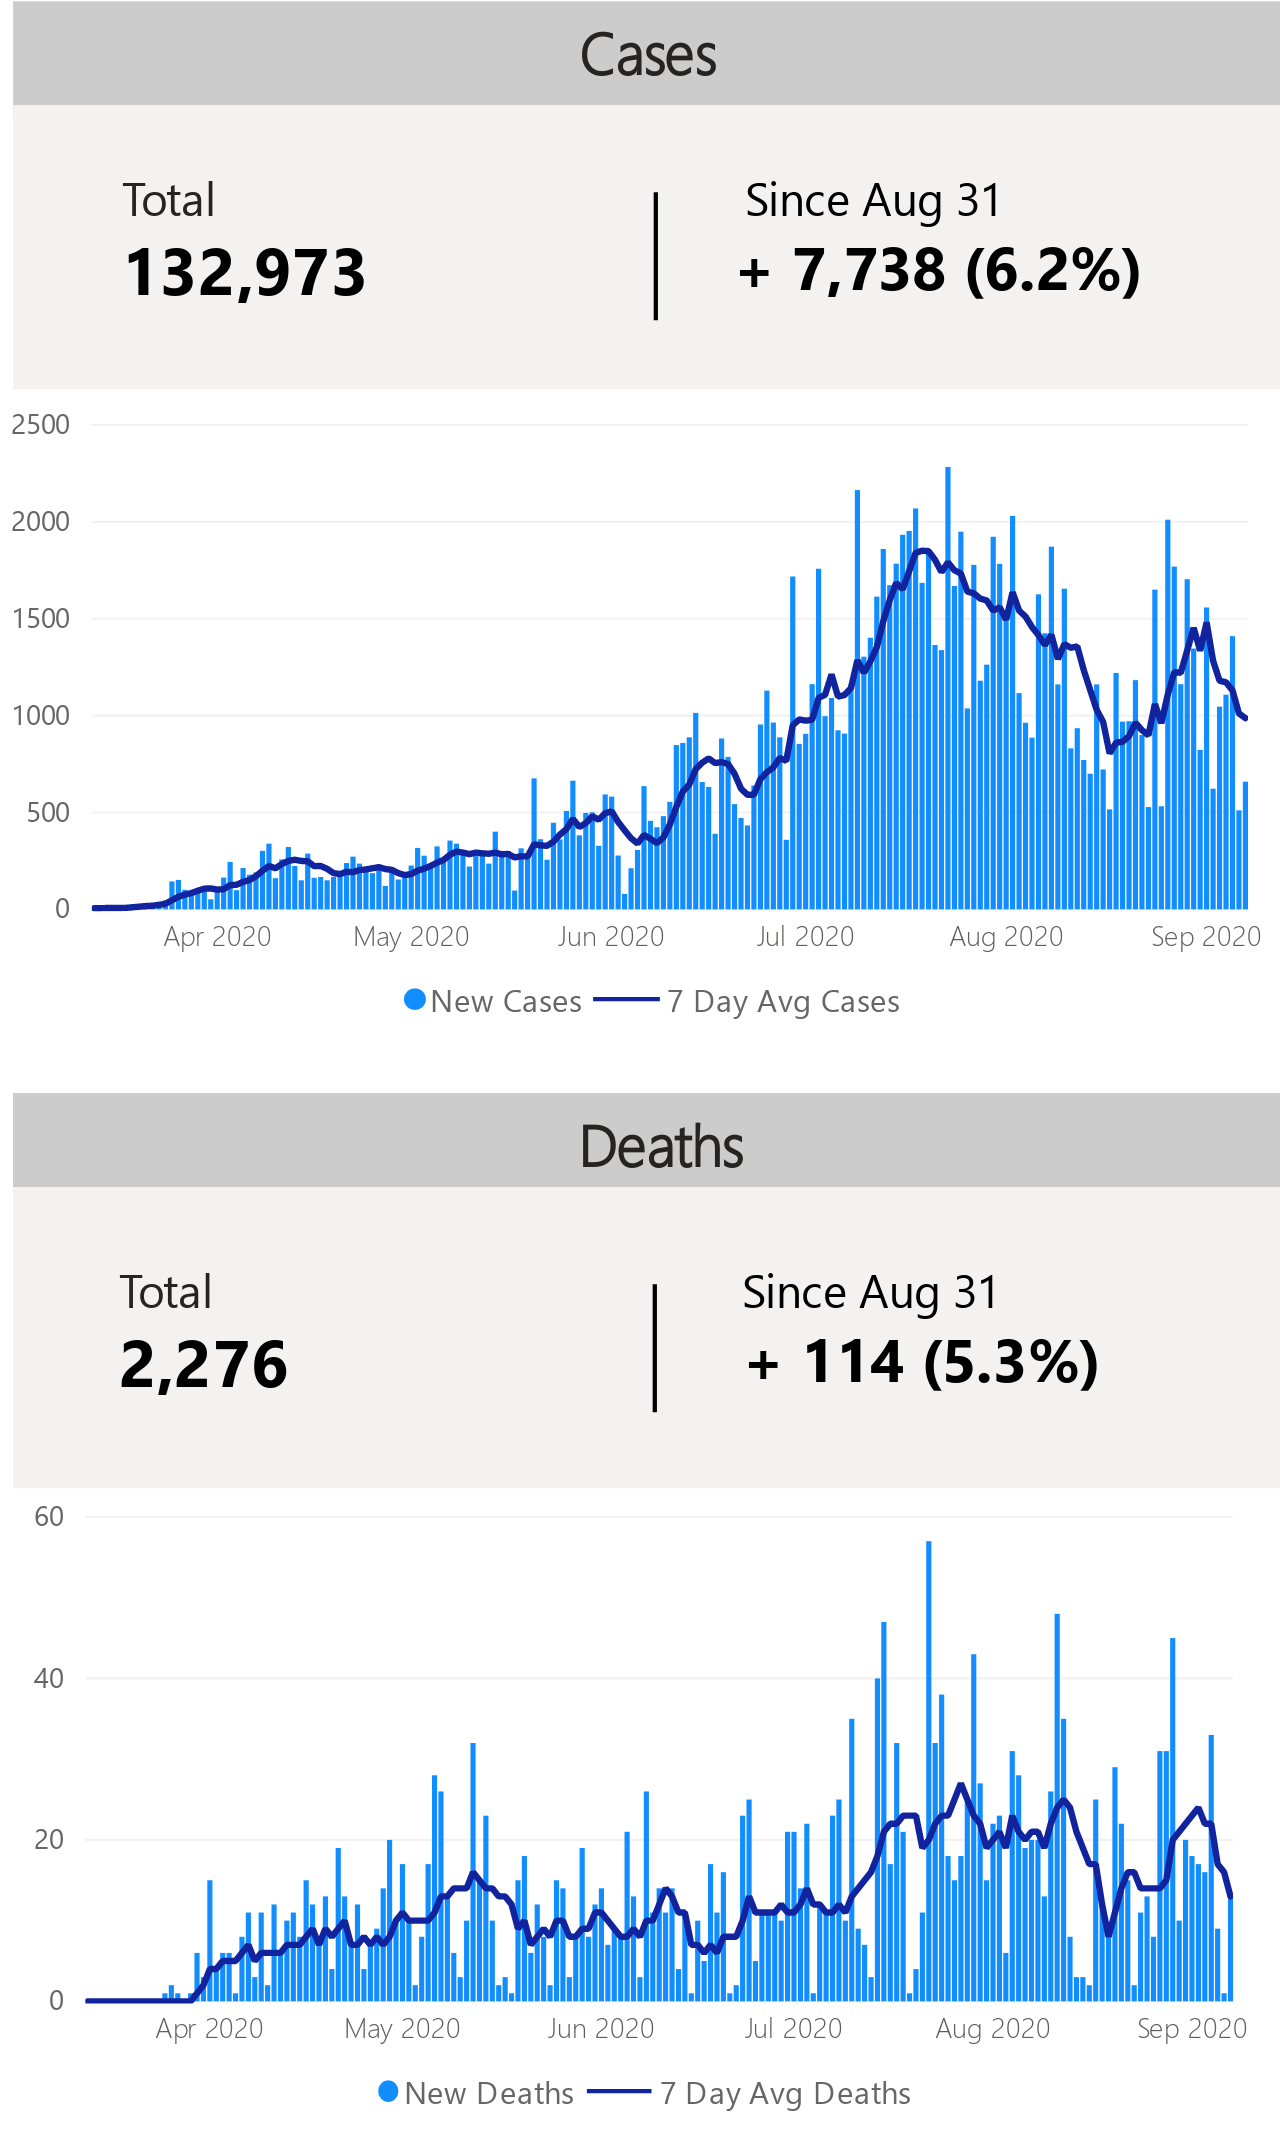 Cases
Total
Since Aug 31
132,973
+ 7,738 (6.2%)
2500
2000
1500
1000
500
0
Apr 2020
May 2020
Jun 2020
Jul 2020
Aug 2020
Sep 2020
New Cases
7 Day Avg Cases
Deaths
Total
Since Aug 31
2,276
+ 114 (5.3%)
60
40
20
0
Apr 2020
May 2020
Jun 2020
Jul 2020
Aug 2020
Sep 2020
New Deaths
7 Day Avg Deaths